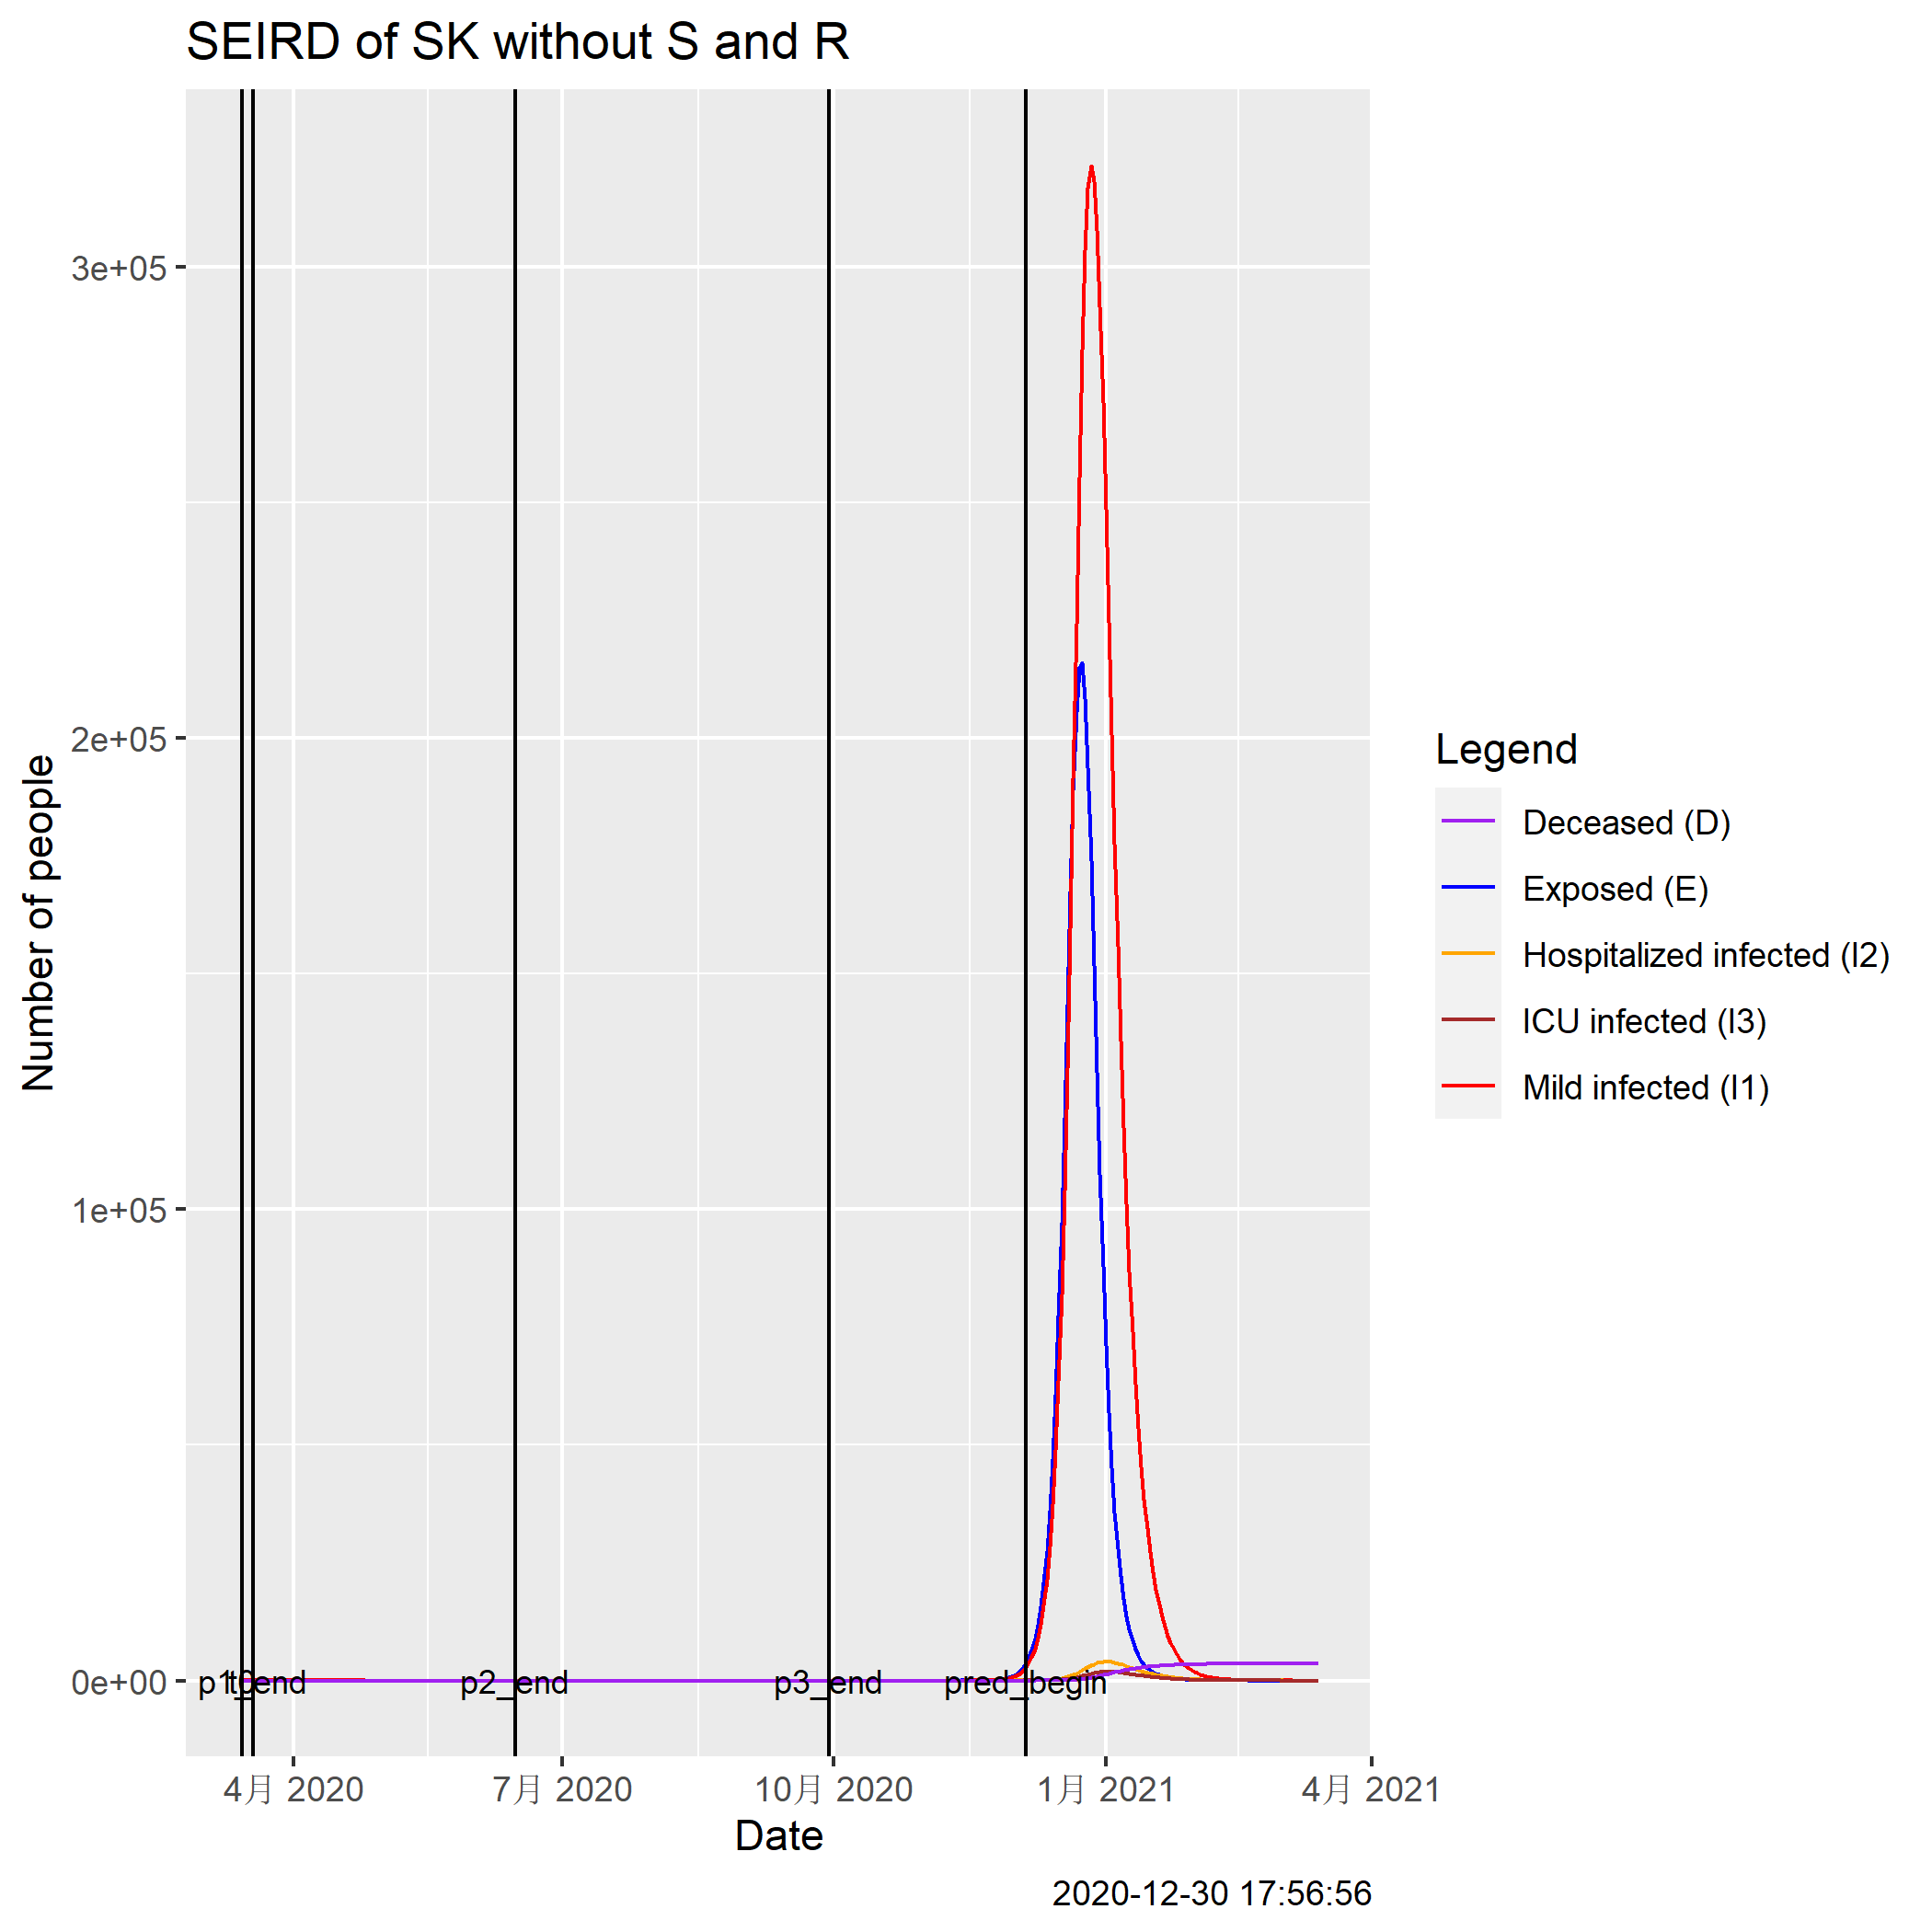 SEIRD of SK without S and R
Number of people
3e+05
2e+05
1e+05
0e+00
p1_end
t0
p2_end
p3_end
pred_begin
4月 2020
7月 2020
10月 2020
1月 2021
4月 2021
Date
Legend
Deceased (D)
Exposed (E)
Hospitalized infected (I2)
ICU infected (I3)
Mild infected (I1)
2020-12-30 17:56:56